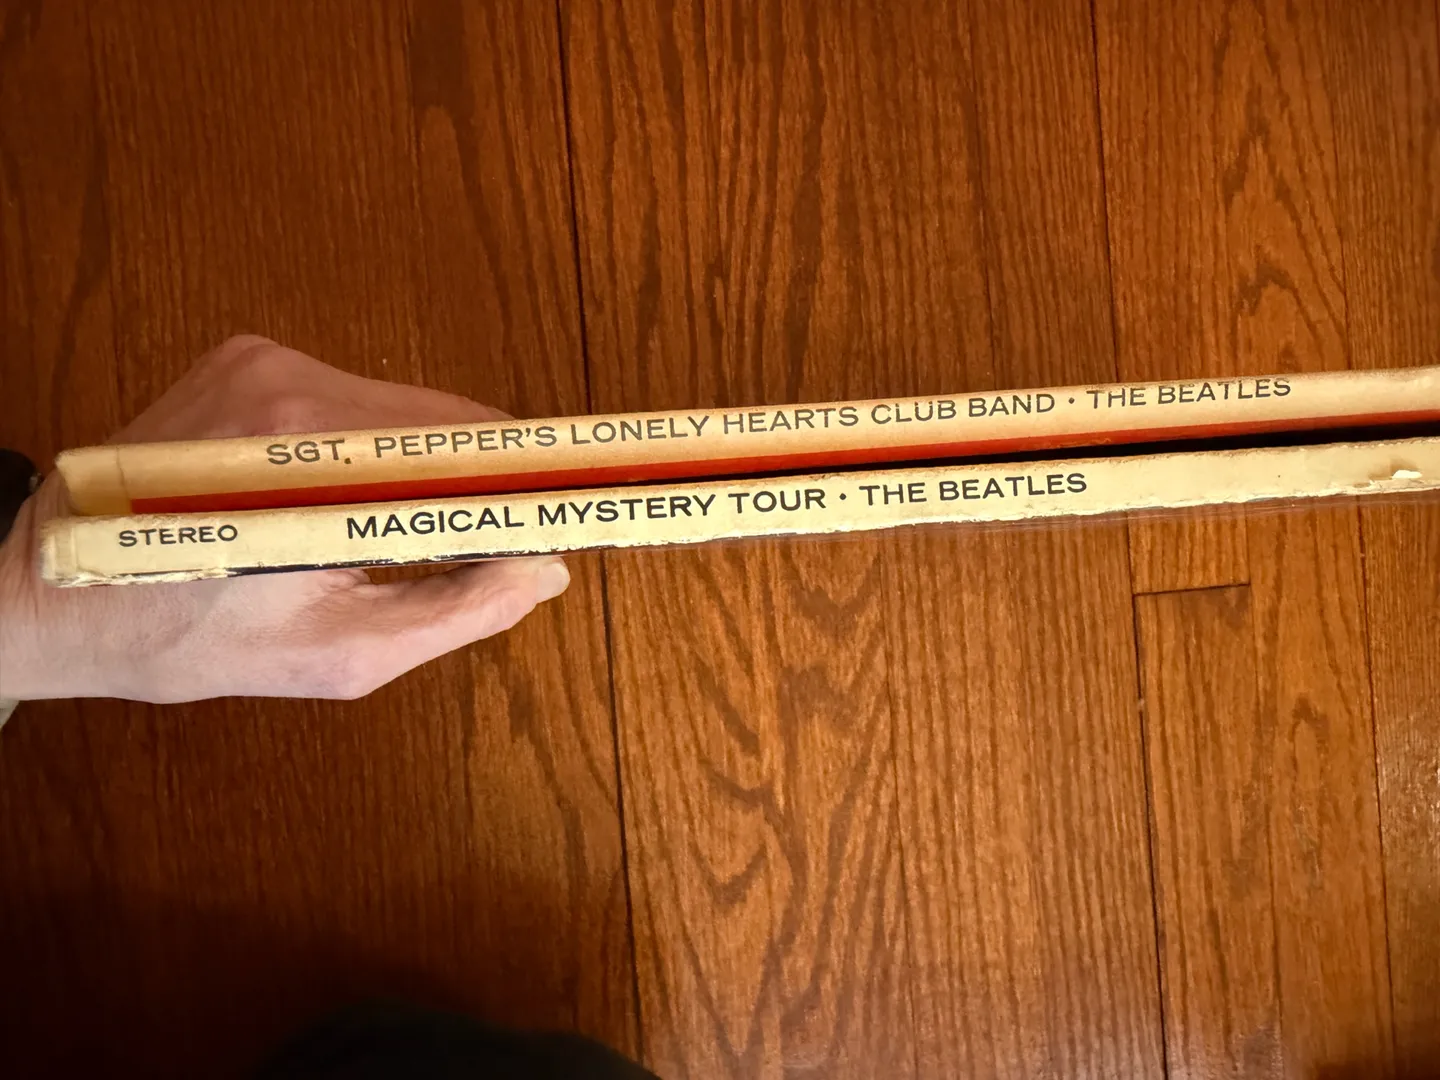 SGT. PEPPER'S LONELY HEARTS CLUB BAND • THE BEATLES
STEREO MAGICAL MYSTERY TOUR • THE BEATLES